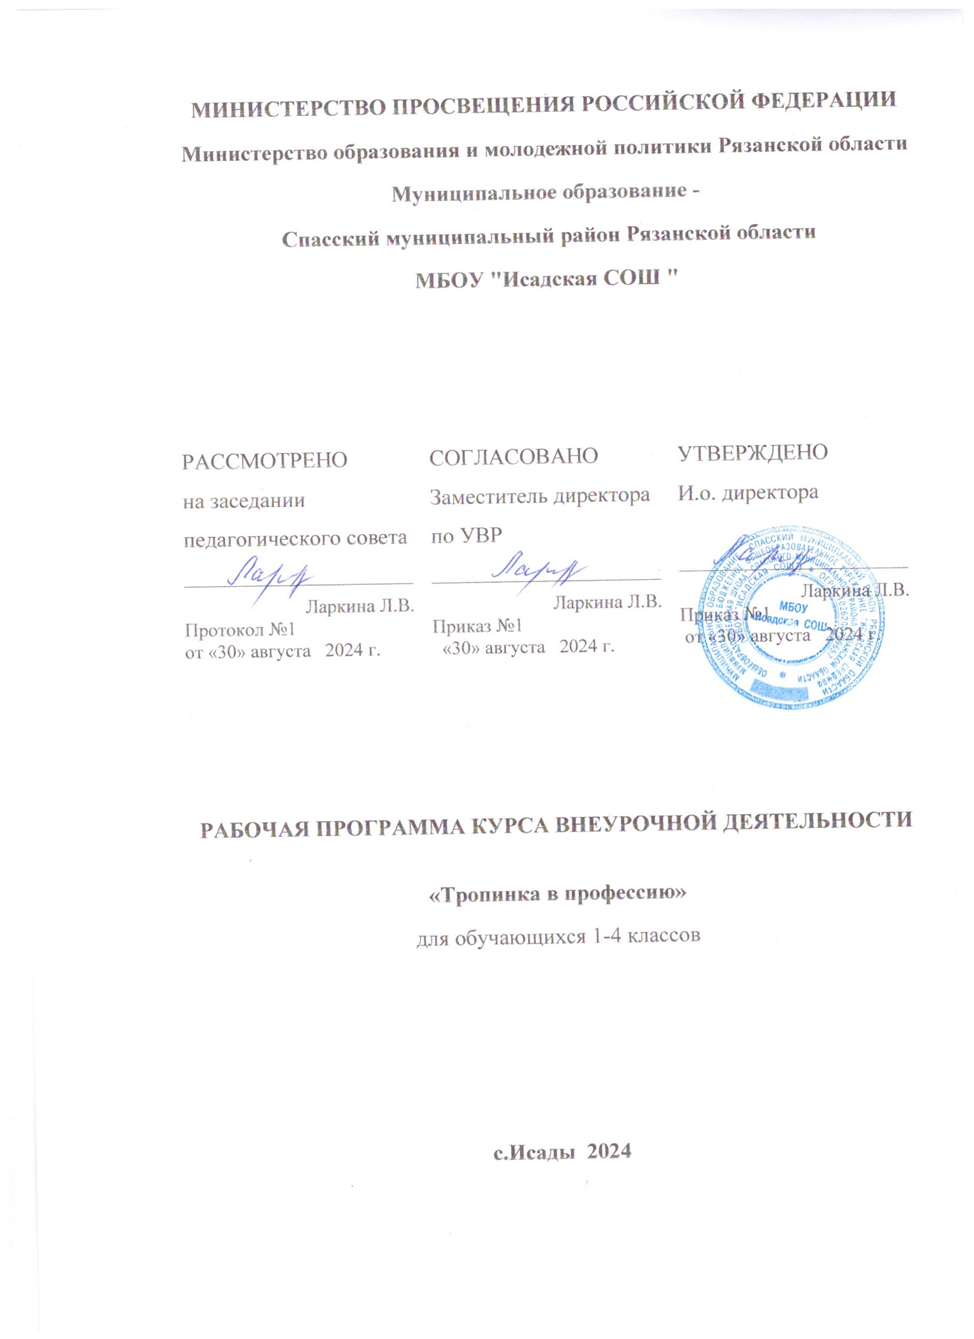 МИНИСТЕРСТВО ПРОСВЕЩЕНИЯ РОССИЙСКОЙ ФЕДЕРАЦИИ
Министерство образования и молодежной политики Рязанской области
Муниципальное образование -
Спасский муниципальный район Рязанской области
МБОУ "Исадская СОШ "
РАССМОТРЕНО
на заседании
педагогического совета
Ларкина Л.В.
Протокол №1
от «30» августа 2024 г.
СОГЛАСОВАНО
Заместитель директора
по УВР
Ларкина Л.В.
Приказ №1
«30» августа 2024 г.
УТВЕРЖДЕНО
И.о. директора
Ларкина Л.В.
Приказ №1
от «30» августа 2024 г.
МБОУ
"Исадская СОШ"
РАБОЧАЯ ПРОГРАММА КУРСА ВНЕУРОЧНОЙ ДЕЯТЕЛЬНОСТИ
«Тропинка в профессию»
для обучающихся 1-4 классов
с.Исады 2024